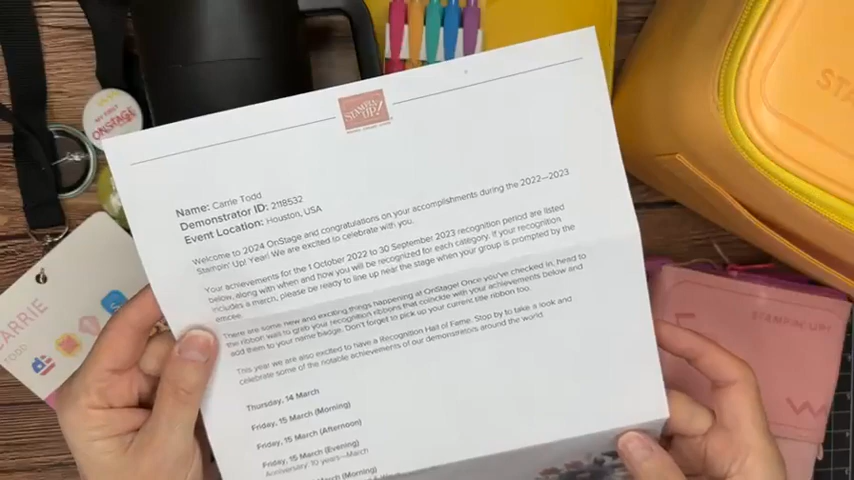 MY FIRST
ONSTAGE
STAMPIN' UP!
Name: Carrie Todd
Demonstrator ID: 2118532
Event Location: Houston, USA
Welcome to 2024 OnStage and congratulations on your accomplishments during the 2022—2023
Stampin' Up! Year! We are excited to celebrate with you.
Your achievements for the 1 October 2022 to 30 September 2023 recognition period are listed
below, along with when and how you will be recognized for each category. If your recognition
includes a march, please be ready to line up near the stage when your group is prompted by the
emcee.
There are some new and exciting things happening at OnStage! Once you've checked in, head to
the ribbon wall to grab your recognition ribbons that coincide with your achievements below and
add them to your name badge. Don't forget to pick up your current title ribbon too.
This year we are also excited to have a Recognition Hall of Fame. Stop by to take a look and
celebrate some of the notable achievements of our demonstrators around the world.
Thursday, 14 March
Friday, 15 March (Morning)
Friday, 15 March (Afternoon)
Friday, 15 March (Evening)
Anniversary: 10 years—March
March (Morning)
CARRIE
TODD
STAMPIN' UP!
STA